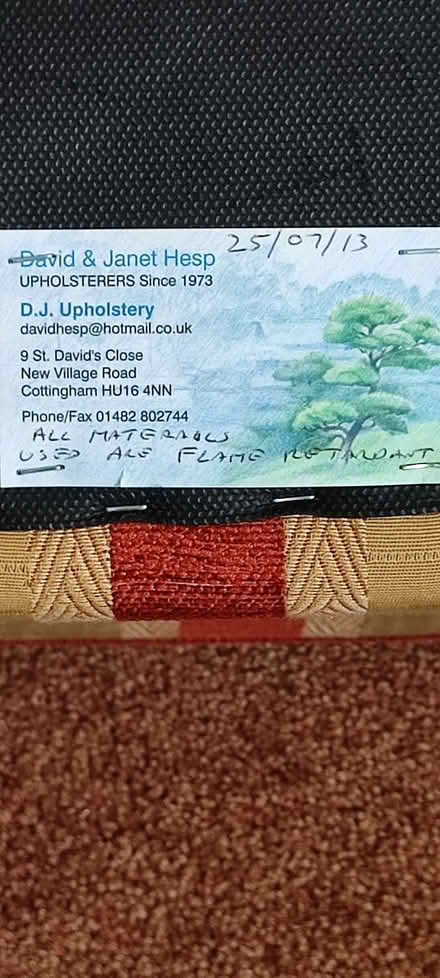 David & Janet Hesp
25/07/13
UPHOLSTERERS Since 1973
D.J. Upholstery
davidhesp@hotmail.co.uk
9 St. David's Close
New Village Road
Cottingham HU16 4NN
Phone/Fax 01482 802744
ALL MATERAOLS
USED ARE FLAME RETARDANT